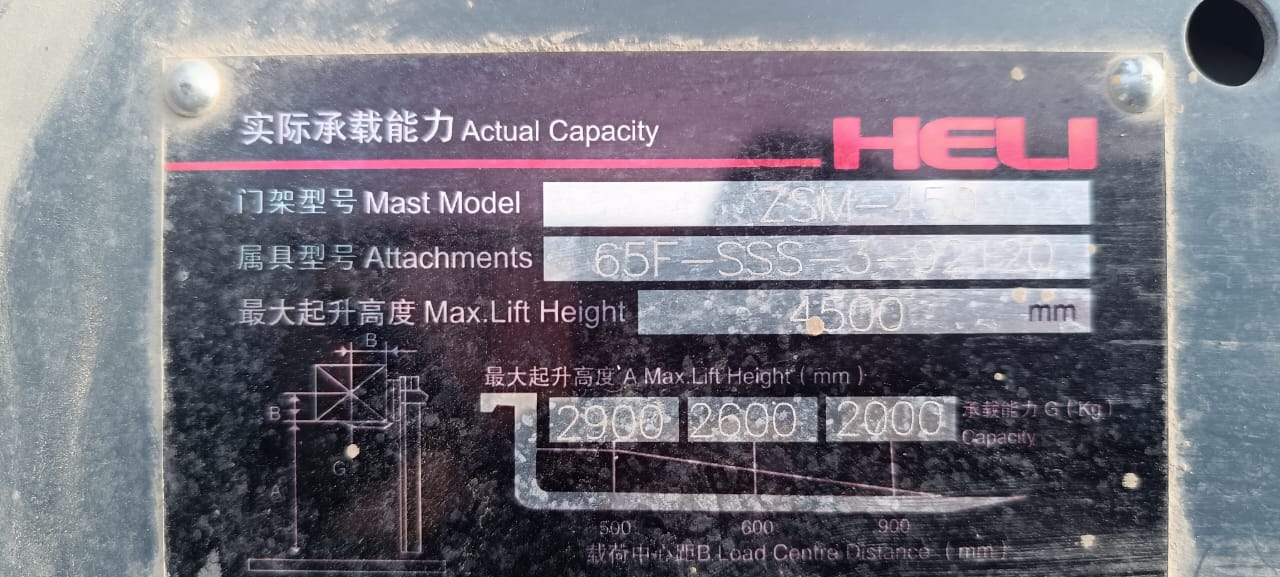 实际承载能力 Actual Capacity
HELI
门架型号 Mast Model ZSM-450
属具型号 Attachments 65F-SSS-3-92120
最大起升高度 Max.Lift Height 4500 mm
B
最大起升高度 A Max.Lift Height (mm)
2900 2600 2000 承载能力 G (Kg)
Capacity
B
G
A
500 600 900
载荷中心距B Load Centre Distance (mm)